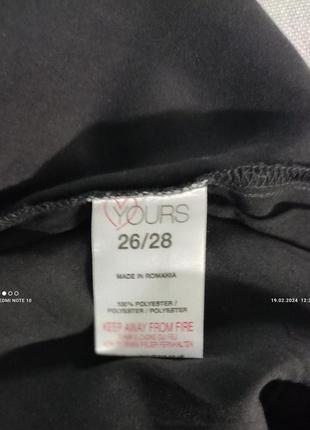 YOURS
26/28
MADE IN ROMANIA
100% POLYESTER /
POLYESTER / POLYESTER
KEEP AWAY FROM FIRE
REDMI NOTE 10
19.02.2024